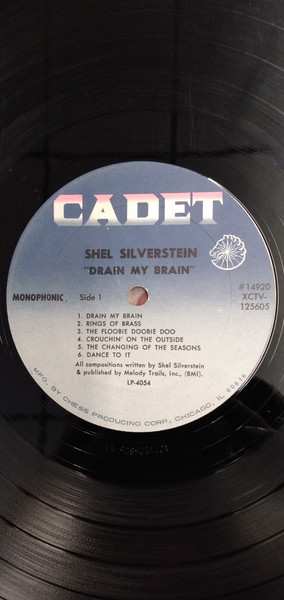 CADET
SHEL SILVERSTEIN
"DRAIN MY BRAIN"
MONOPHONIC Side 1
#14920
XCTV-
125605
1. DRAIN MY BRAIN
2. RINGS OF BRASS
3. THE FLOOBIE DOOBIE DOO
4. CROUCHIN' ON THE OUTSIDE
5. THE CHANGING OF THE SEASONS
6. DANCE TO IT
All compositions written by Shel Silverstein
& published by Melody Trails, Inc., (BMI).
LP-4054
MFG. BY CHESS PRODUCING CORP., CHICAGO, ILL. 60616